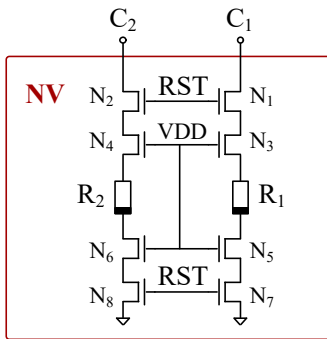 C2 C1
NV N2 RST N1
N4 VDD N3
R2 R1
N6 N5
N8 RST N7